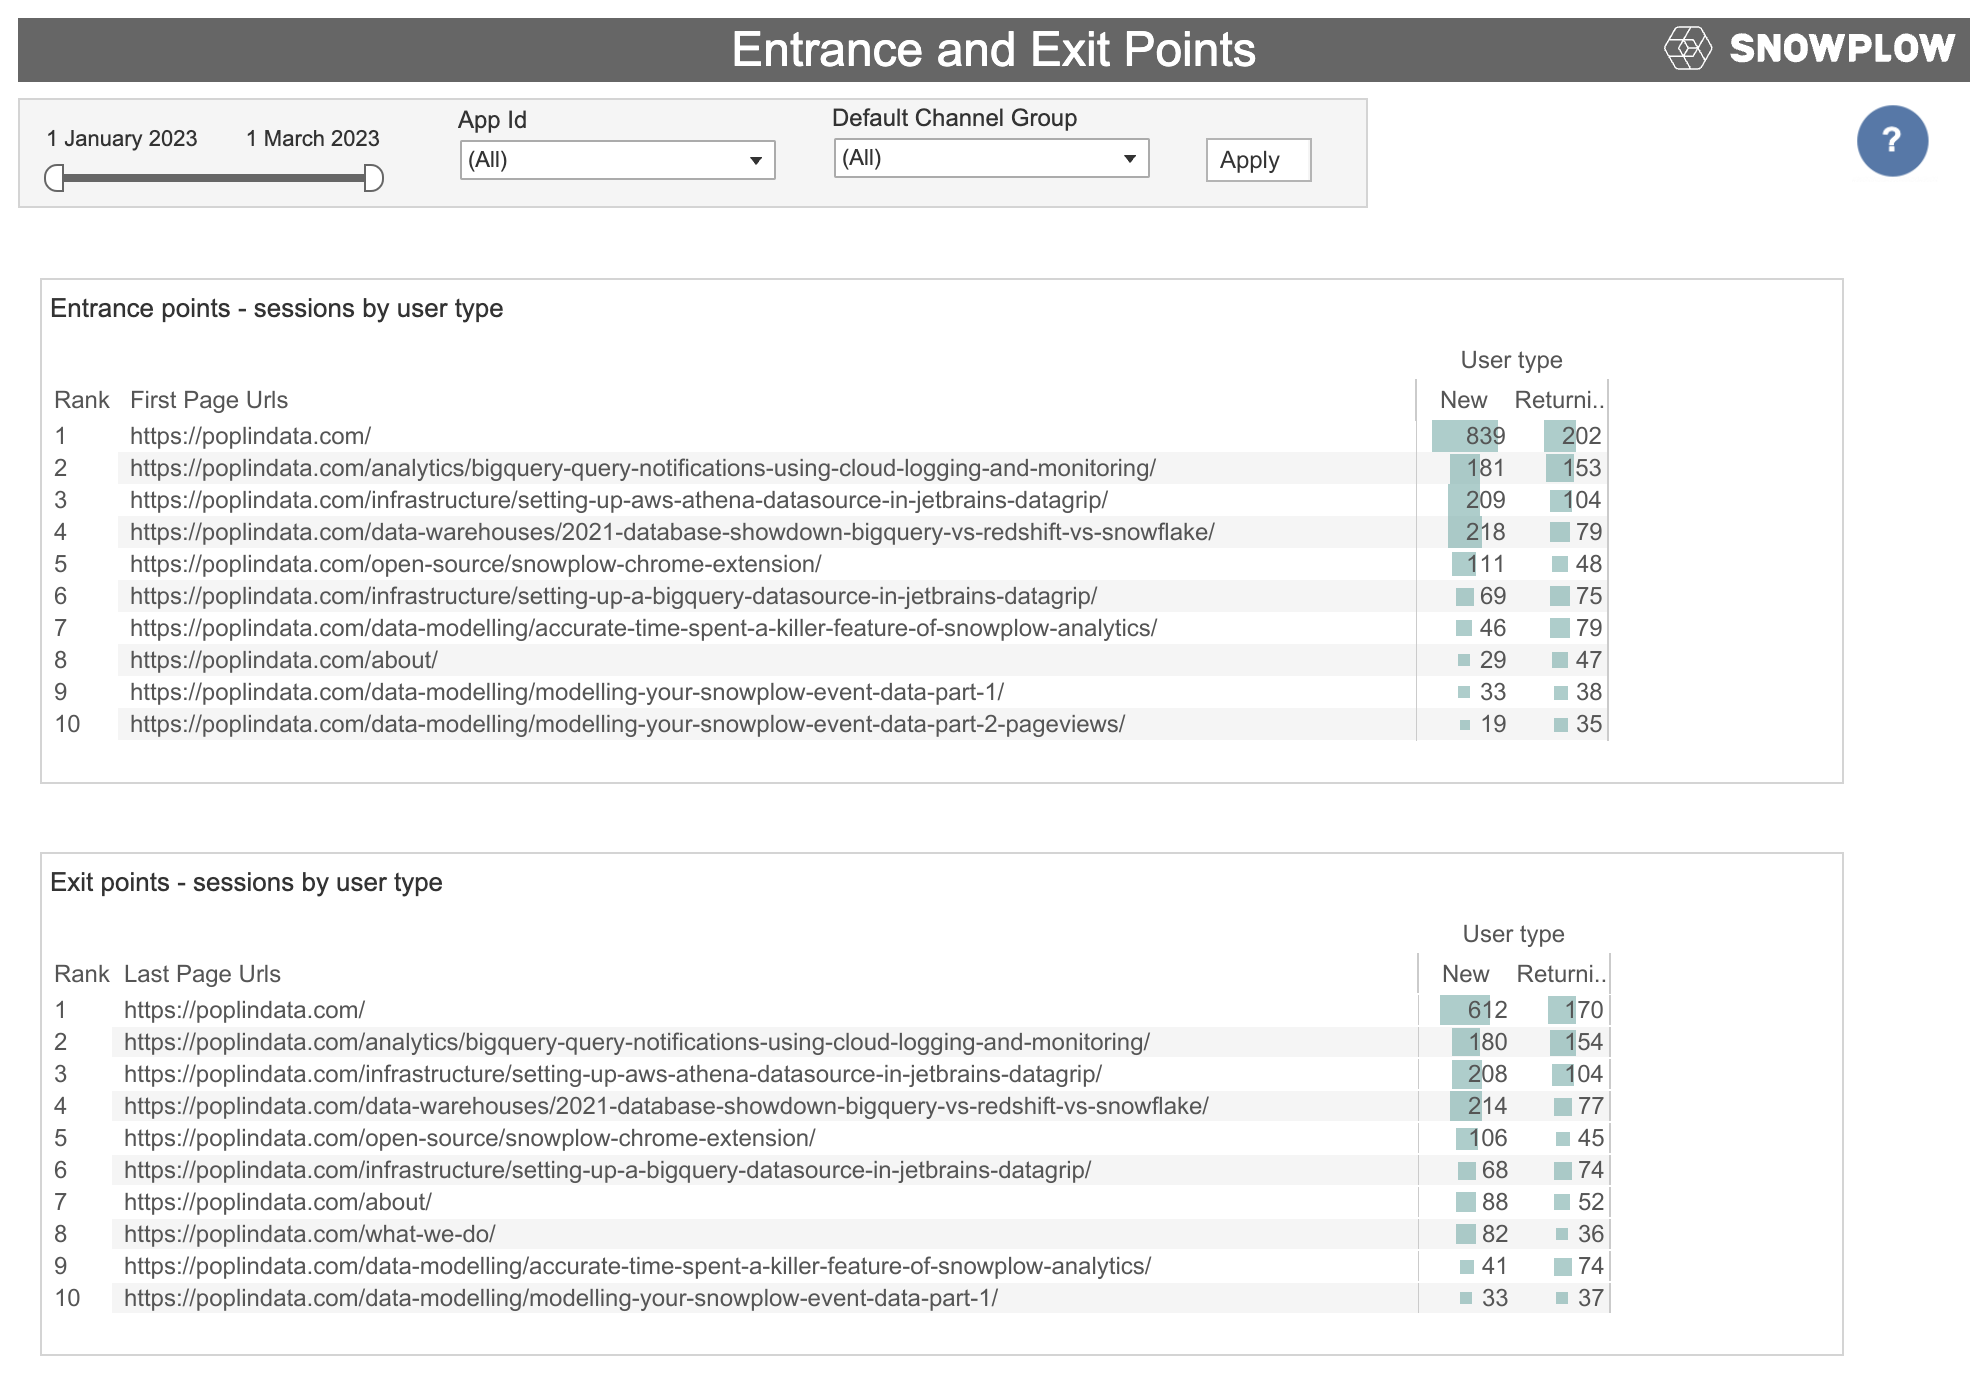 Entrance and Exit Points
SNOWPLOW
1 January 2023 1 March 2023
App Id
(All)
Default Channel Group
(All)
Apply
?
Entrance points - sessions by user type
User type
Rank First Page Urls New Returni..
1 https://poplindata.com/ 839 202
2 https://poplindata.com/analytics/bigquery-query-notifications-using-cloud-logging-and-monitoring/ 181 153
3 https://poplindata.com/infrastructure/setting-up-aws-athena-datasource-in-jetbrains-datagrip/ 209 104
4 https://poplindata.com/data-warehouses/2021-database-showdown-bigquery-vs-redshift-vs-snowflake/ 218 79
5 https://poplindata.com/open-source/snowplow-chrome-extension/ 111 48
6 https://poplindata.com/infrastructure/setting-up-a-bigquery-datasource-in-jetbrains-datagrip/ 69 75
7 https://poplindata.com/data-modelling/accurate-time-spent-a-killer-feature-of-snowplow-analytics/ 46 79
8 https://poplindata.com/about/ 29 47
9 https://poplindata.com/data-modelling/modelling-your-snowplow-event-data-part-1/ 33 38
10 https://poplindata.com/data-modelling/modelling-your-snowplow-event-data-part-2-pageviews/ 19 35
Exit points - sessions by user type
User type
Rank Last Page Urls New Returni..
1 https://poplindata.com/ 612 170
2 https://poplindata.com/analytics/bigquery-query-notifications-using-cloud-logging-and-monitoring/ 180 154
3 https://poplindata.com/infrastructure/setting-up-aws-athena-datasource-in-jetbrains-datagrip/ 208 104
4 https://poplindata.com/data-warehouses/2021-database-showdown-bigquery-vs-redshift-vs-snowflake/ 214 77
5 https://poplindata.com/open-source/snowplow-chrome-extension/ 106 45
6 https://poplindata.com/infrastructure/setting-up-a-bigquery-datasource-in-jetbrains-datagrip/ 68 74
7 https://poplindata.com/about/ 88 52
8 https://poplindata.com/what-we-do/ 82 36
9 https://poplindata.com/data-modelling/accurate-time-spent-a-killer-feature-of-snowplow-analytics/ 41 74
10 https://poplindata.com/data-modelling/modelling-your-snowplow-event-data-part-1/ 33 37